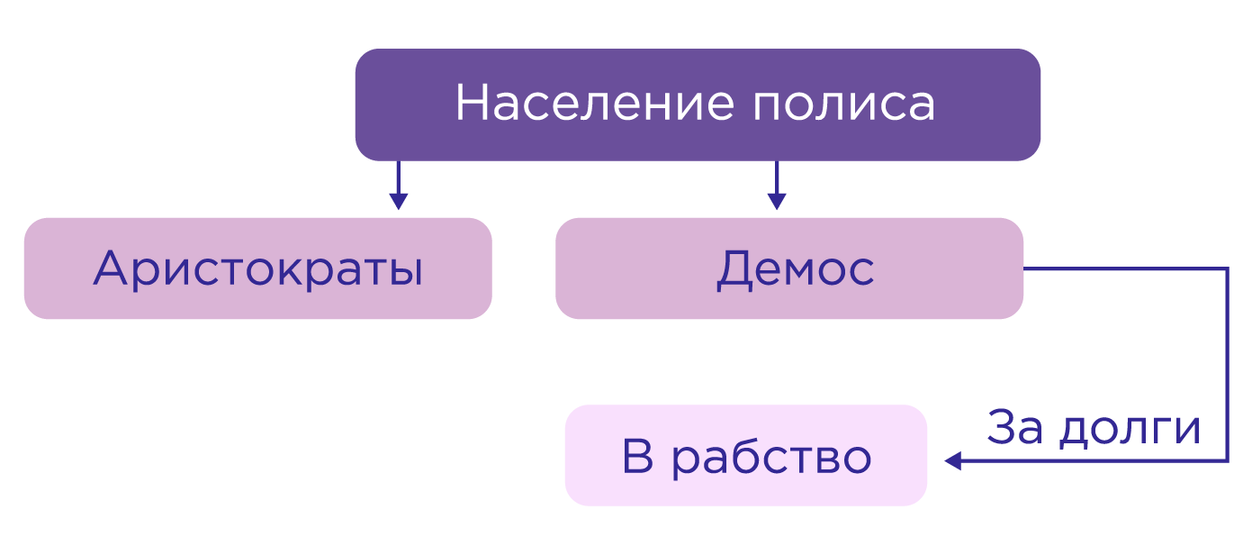 Население полиса
Аристократы
Демос
За долги
В рабство